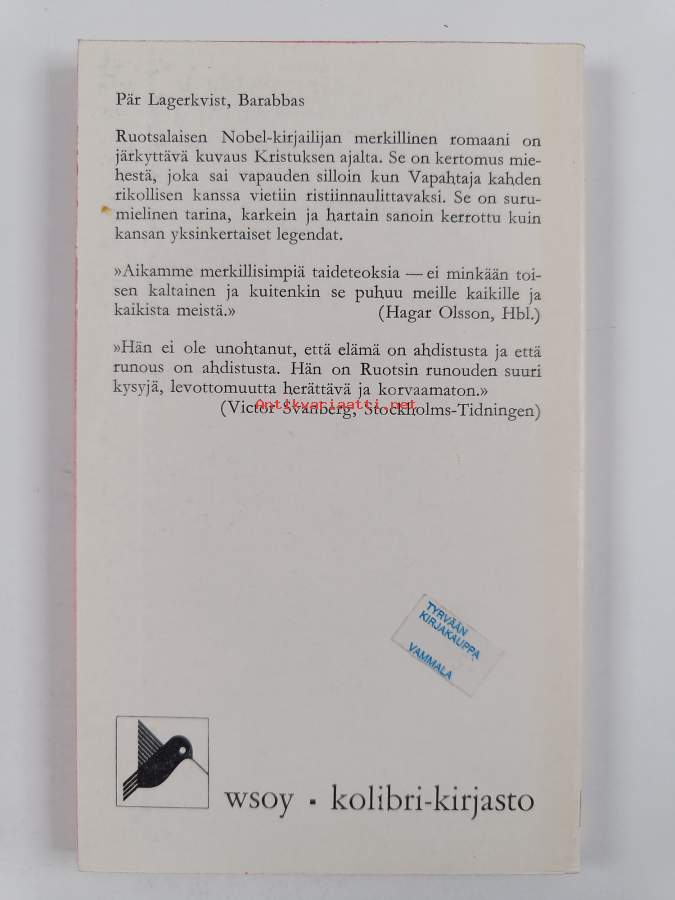 Pär Lagerkvist, Barabbas
Ruotsalaisen Nobel-kirjailijan merkillinen romaani on
järkyttävä kuvaus Kristuksen ajalta. Se on kertomus mie-
hestä, joka sai vapauden silloin kun Vapahtaja kahden
rikollisen kanssa vietiin ristiinnaulittavaksi. Se on suru-
mielinen tarina, karkein ja hartain sanoin kerrottu kuin
kansan yksinkertaiset legendat.
»Aikamme merkillisimpiä taideteoksia — ei minkään toi-
sen kaltainen ja kuitenkin se puhuu meille kaikille ja
kaikista meistä.» (Hagar Olsson, Hbl.)
»Hän ei ole unohtanut, että elämä on ahdistusta ja että
runous on ahdistusta. Hän on Ruotsin runouden suuri
kysyjä, levottomuutta herättävä ja korvaamaton.»
Antikvariaatti.net
(Victor Svanberg, Stockholms-Tidningen)
TYRVÄÄN
KIRJAKAUPPA
VAMMALA
wsoy ▪ kolibri-kirjasto